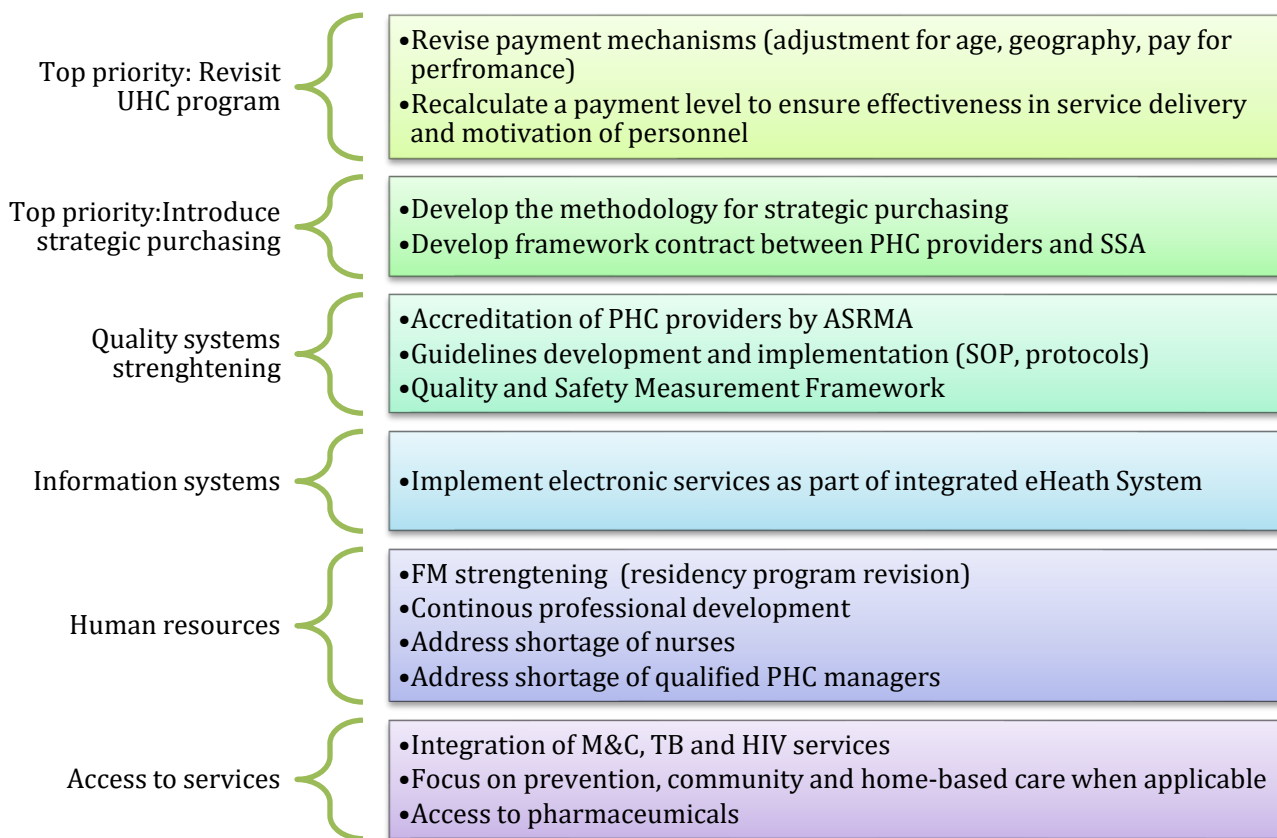 Top priority: Revisit
UHC program
•Revise payment mechanisms (adjustment for age, geography, pay for
perfromance)
•Recalculate a payment level to ensure effectiveness in service delivery
and motivation of personnel
Top priority:Introduce
strategic purchasing
•Develop the methodology for strategic purchasing
•Develop framework contract between PHC providers and SSA
Quality systems
strenghtening
•Accreditation of PHC providers by ASRMA
•Guidelines development and implementation (SOP, protocols)
•Quality and Safety Measurement Framework
Information systems
•Implement electronic services as part of integrated eHeath System
Human resources
•FM strengtening (residency program revision)
•Continous professional development
•Address shortage of nurses
•Address shortage of qualified PHC managers
Access to services
•Integration of M&C, TB and HIV services
•Focus on prevention, community and home-based care when applicable
•Access to pharmaceumicals